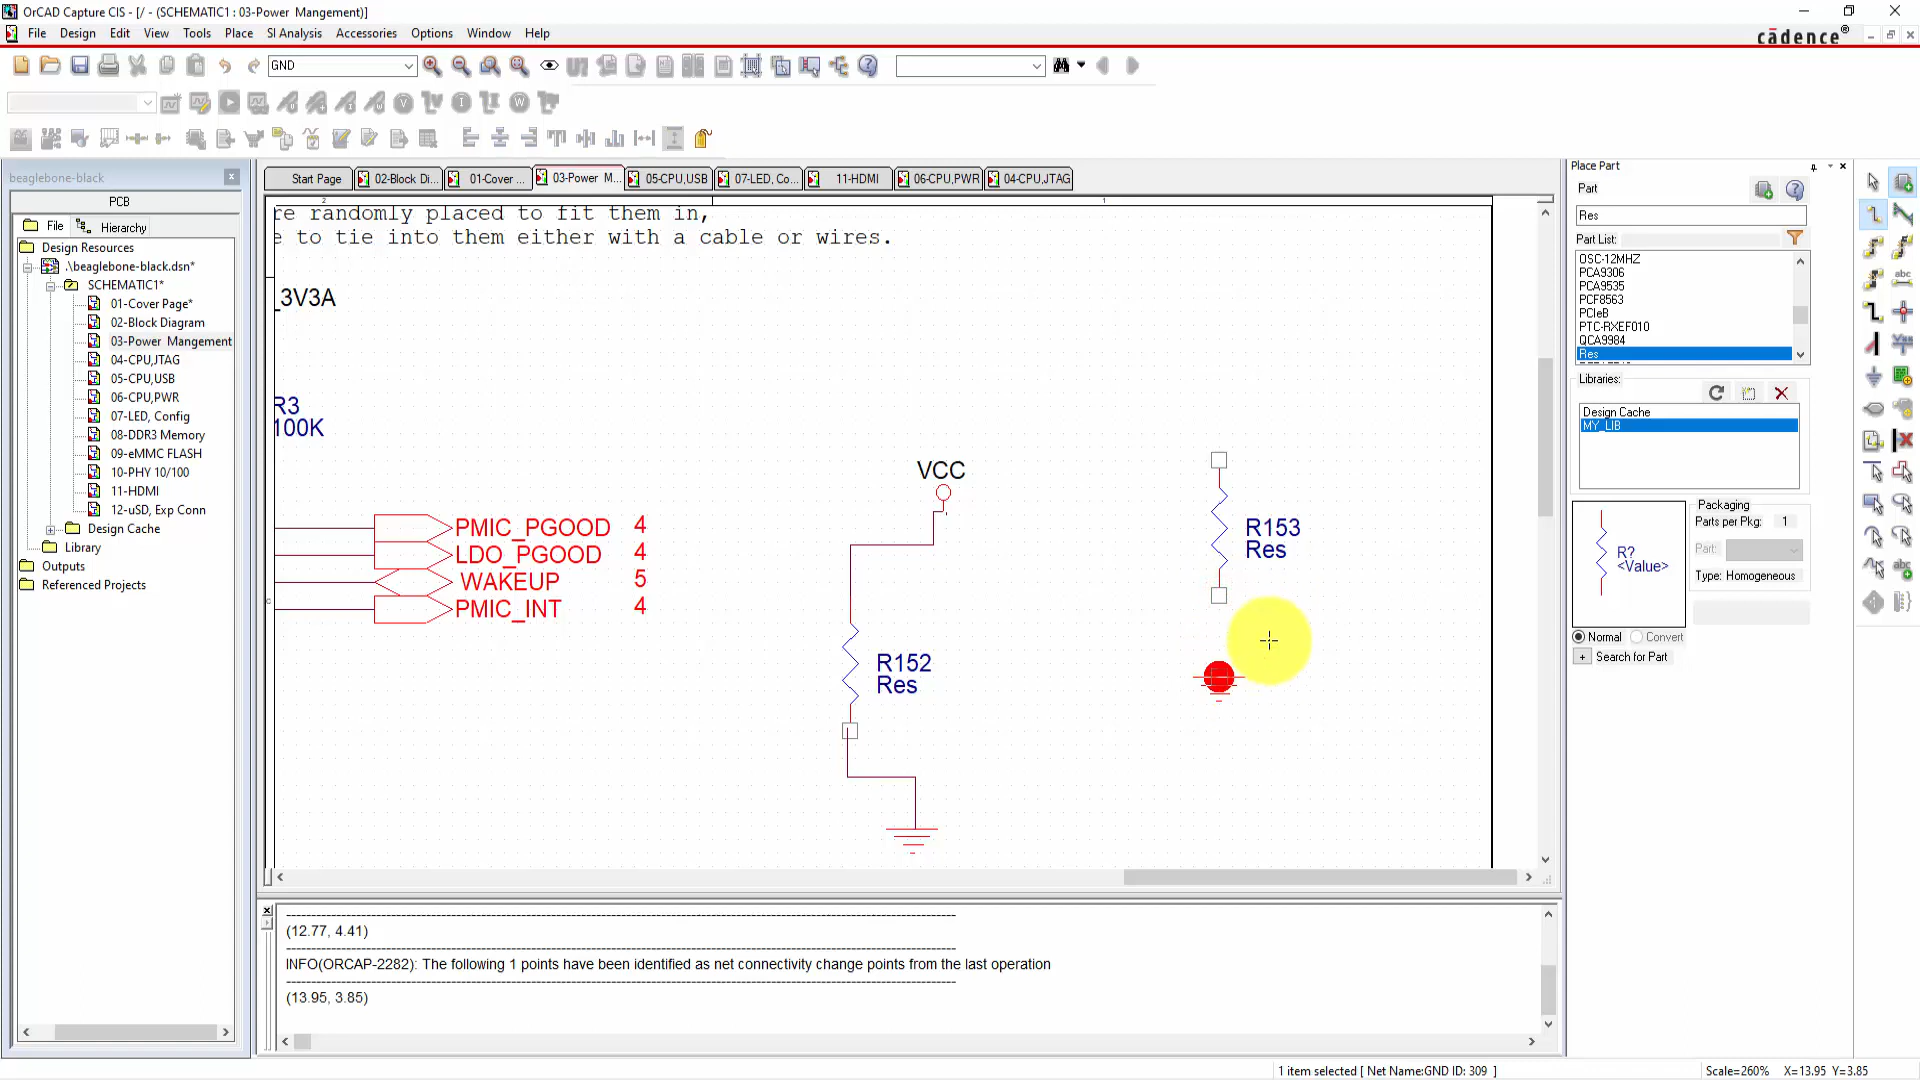 OrCAD Capture CIS - [/ - (SCHEMATIC1 : 03-Power  Mangement)]
File Design Edit View Tools Place SI Analysis Accessories Options Window Help
cādence®
GND
beaglebone-black
PCB
File Hierarchy
Design Resources
.\beaglebone-black.dsn*
SCHEMATIC1*
01-Cover Page*
02-Block Diagram
03-Power  Mangement
04-CPU,JTAG
05-CPU,USB
06-CPU,PWR
07-LED, Config
08-DDR3 Memory
09-eMMC FLASH
10-PHY 10/100
11-HDMI
12-uSD, Exp Conn
Design Cache
Library
Outputs
Referenced Projects
Start Page 02-Block Di... 01-Cover ... 03-Power M... 05-CPU,USB 07-LED, Co... 11-HDMI 06-CPU,PWR 04-CPU,JTAG
2 1
re randomly placed to fit them in,
e to tie into them either with a cable or wires.
_3V3A
R3
100K
VCC
PMIC_PGOOD 4
LDO_PGOOD 4
WAKEUP 5
PMIC_INT 4
R152
Res
R153
Res
(12.77, 4.41)
INFO(ORCAP-2282): The following 1 points have been identified as net connectivity change points from the last operation
(13.95, 3.85)
Place Part
Part
Res
Part List:
OSC-12MHZ
PCA9306
PCA9535
PCF8563
PCIeB
PTC-RXEF010
QCA9984
Res
Libraries:
Design Cache
MY_LIB
R?
<Value>
Packaging
Parts per Pkg: 1
Part:
Type: Homogeneous
Normal Convert
+ Search for Part
1 item selected [ Net Name:GND ID: 309 ] Scale=260% X=13.95 Y=3.85